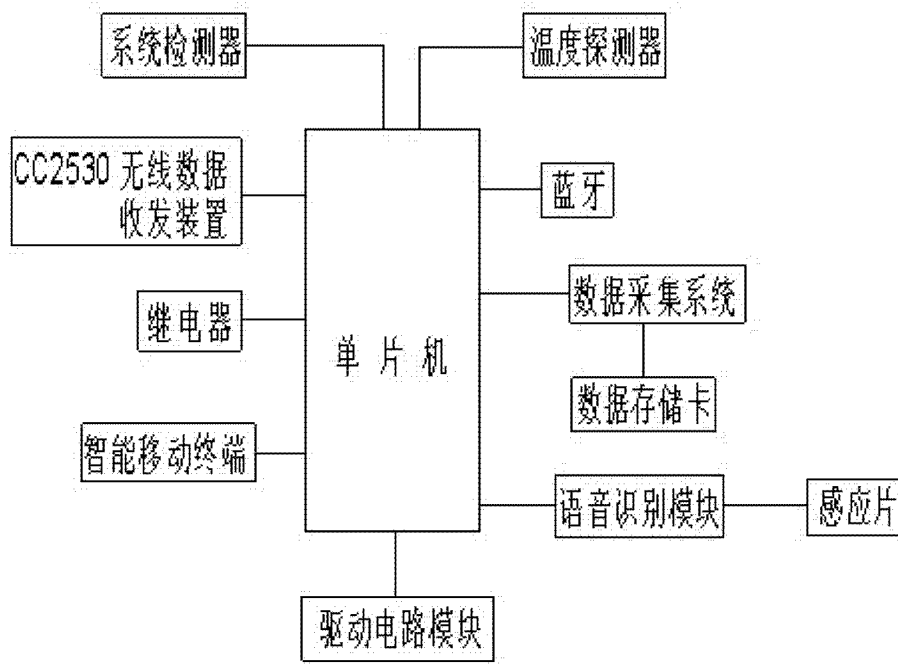 系统检测器
温度探测器
CC2530 无线数据
收发装置
蓝牙
数据采集系统
继电器
单片机
数据存储卡
智能移动终端
语音识别模块
感应片
驱动电路模块